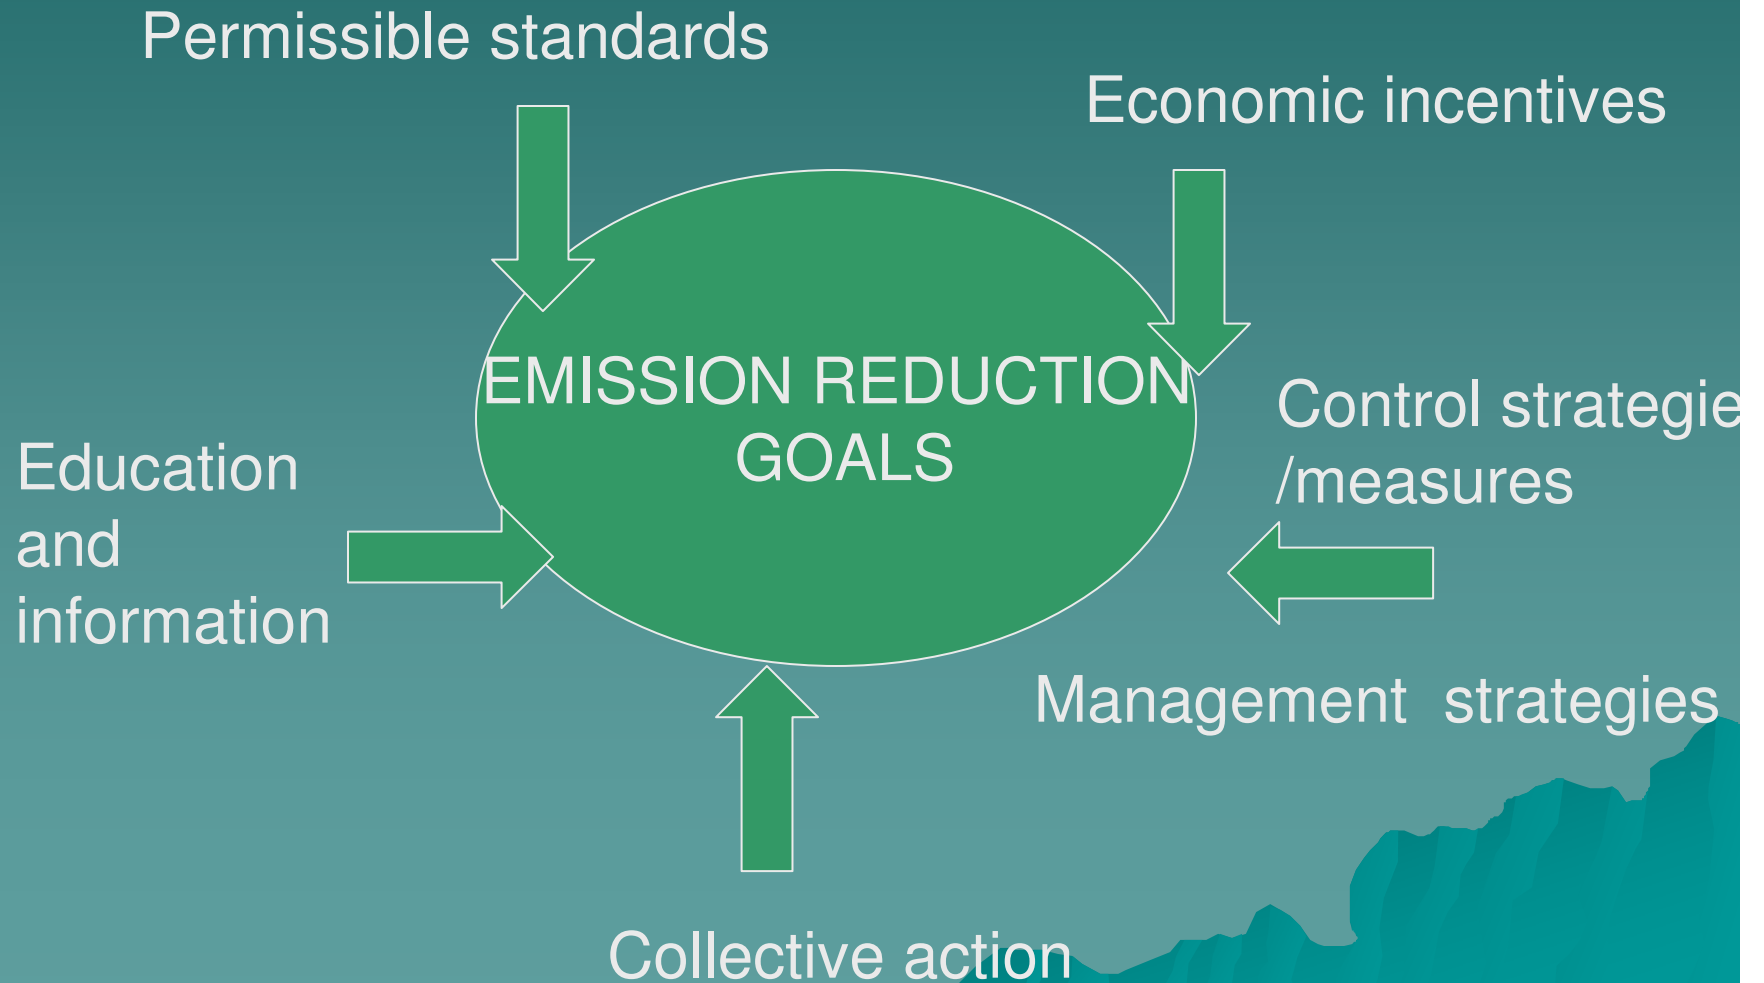 Permissible standards
Economic incentives
EMISSION REDUCTION
GOALS
Control strategie
/measures
Education
and
information
Management  strategies
Collective action